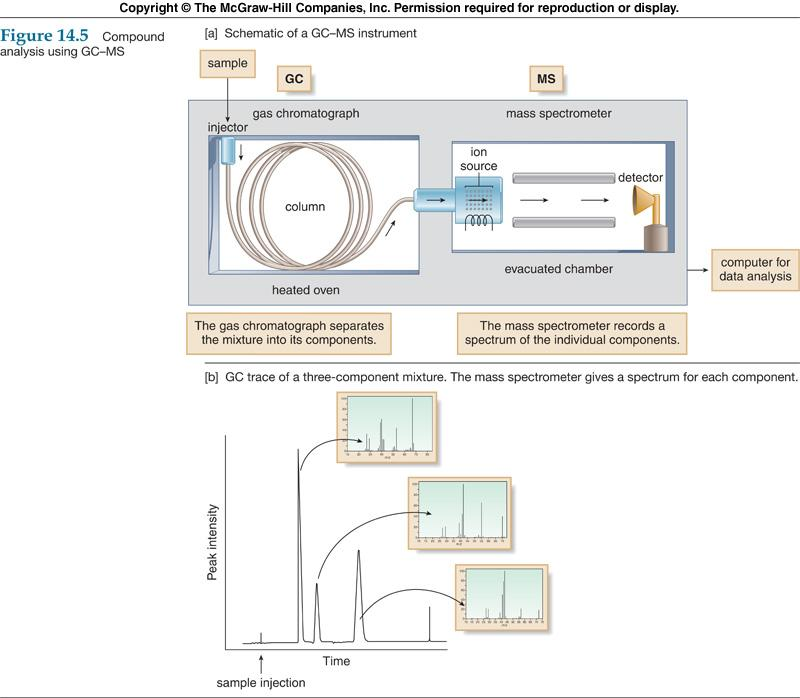 Copyright © The McGraw-Hill Companies, Inc. Permission required for reproduction or display.
Figure 14.5 Compound
analysis using GC–MS
[a] Schematic of a GC–MS instrument
sample
GC
MS
gas chromatograph
mass spectrometer
injector
ion
source
detector
column
heated oven
evacuated chamber
computer for
data analysis
The gas chromatograph separates
the mixture into its components.
The mass spectrometer records a
spectrum of the individual components.
[b] GC trace of a three-component mixture. The mass spectrometer gives a spectrum for each component.
Peak intensity
Time
sample injection